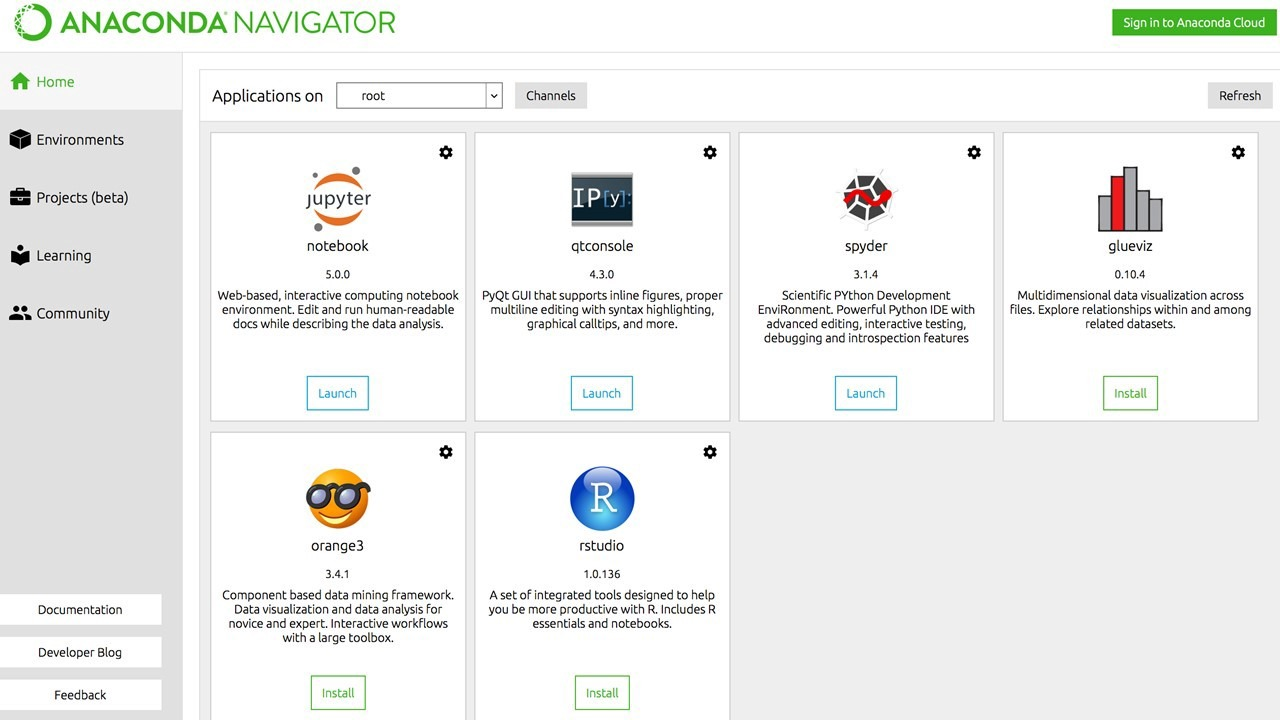 ANACONDA NAVIGATOR
Sign in to Anaconda Cloud
Home
Environments
Projects (beta)
Learning
Community
Documentation
Developer Blog
Feedback
Applications on
root
Channels
Refresh
jupyter
notebook
5.0.0
Web-based, interactive computing notebook
environment. Edit and run human-readable
docs while describing the data analysis.
Launch
IP[y]:
qtconsole
4.3.0
PyQt GUI that supports inline figures, proper
multiline editing with syntax highlighting,
graphical calltips, and more.
Launch
spyder
3.1.4
Scientific PYthon Development
EnviRonment. Powerful Python IDE with
advanced editing, interactive testing,
debugging and introspection features
Launch
glueviz
0.10.4
Multidimensional data visualization across
files. Explore relationships within and among
related datasets.
Install
orange3
3.4.1
Component based data mining framework.
Data visualization and data analysis for
novice and expert. Interactive workflows
with a large toolbox.
Install
R
rstudio
1.0.136
A set of integrated tools designed to help
you be more productive with R. Includes R
essentials and notebooks.
Install